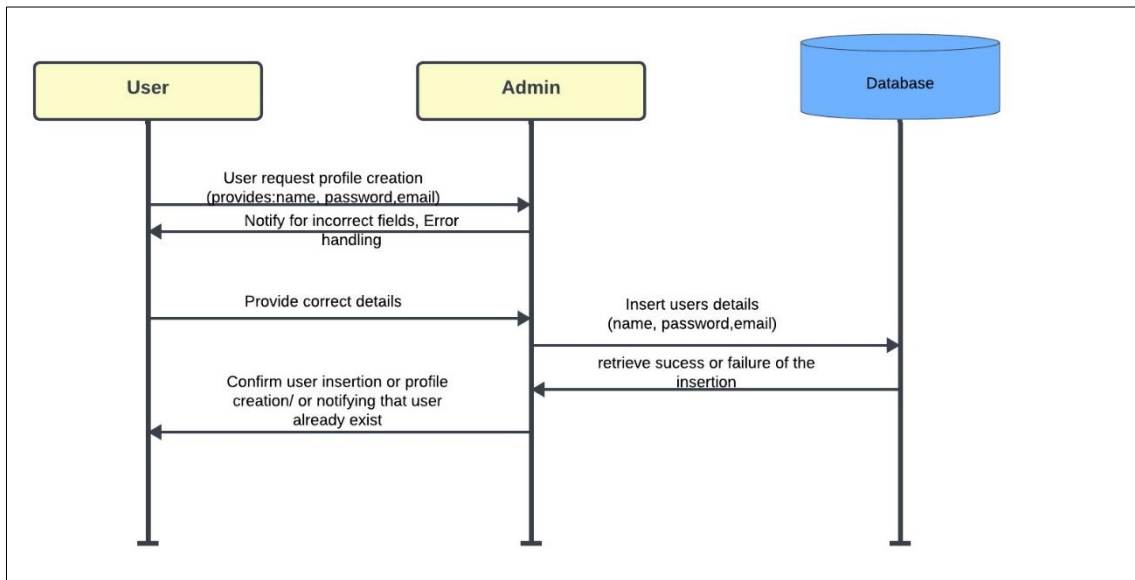 User
Admin
Database
User request profile creation
(provides:name, password,email)
Notify for incorrect fields, Error
handling
Provide correct details
Insert users details
(name, password,email)
retrieve sucess or failure of the
insertion
Confirm user insertion or profile
creation/ or notifying that user
already exist